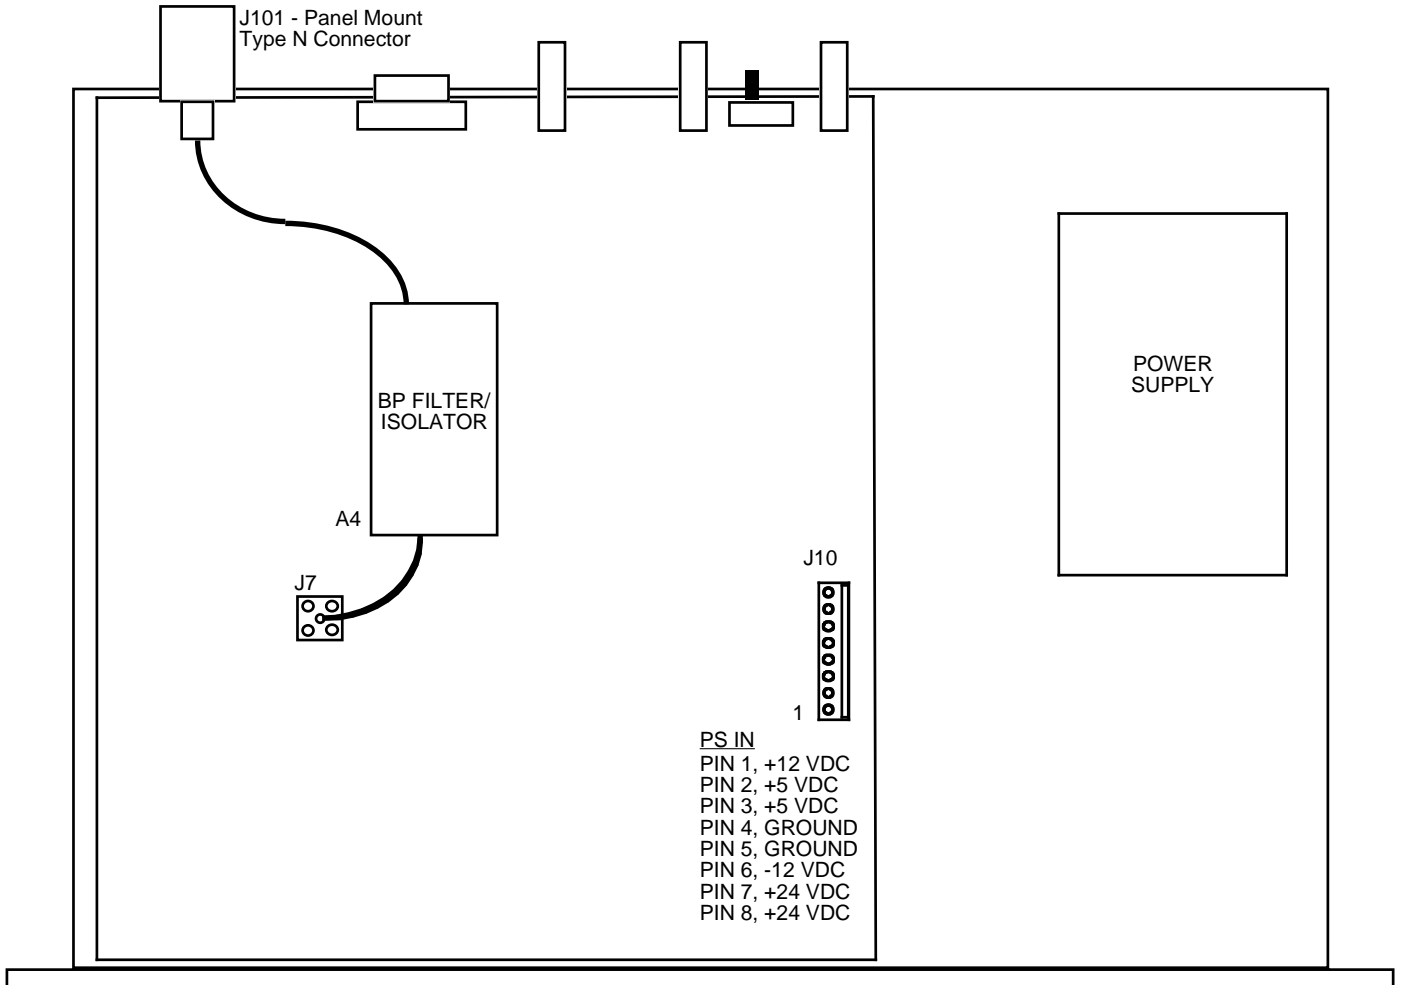 J101 - Panel Mount
Type N Connector
POWER
SUPPLY
BP FILTER/
ISOLATOR
A4
J10
J7
1
PS IN
PIN 1, +12 VDC
PIN 2, +5 VDC
PIN 3, +5 VDC
PIN 4, GROUND
PIN 5, GROUND
PIN 6, -12 VDC
PIN 7, +24 VDC
PIN 8, +24 VDC